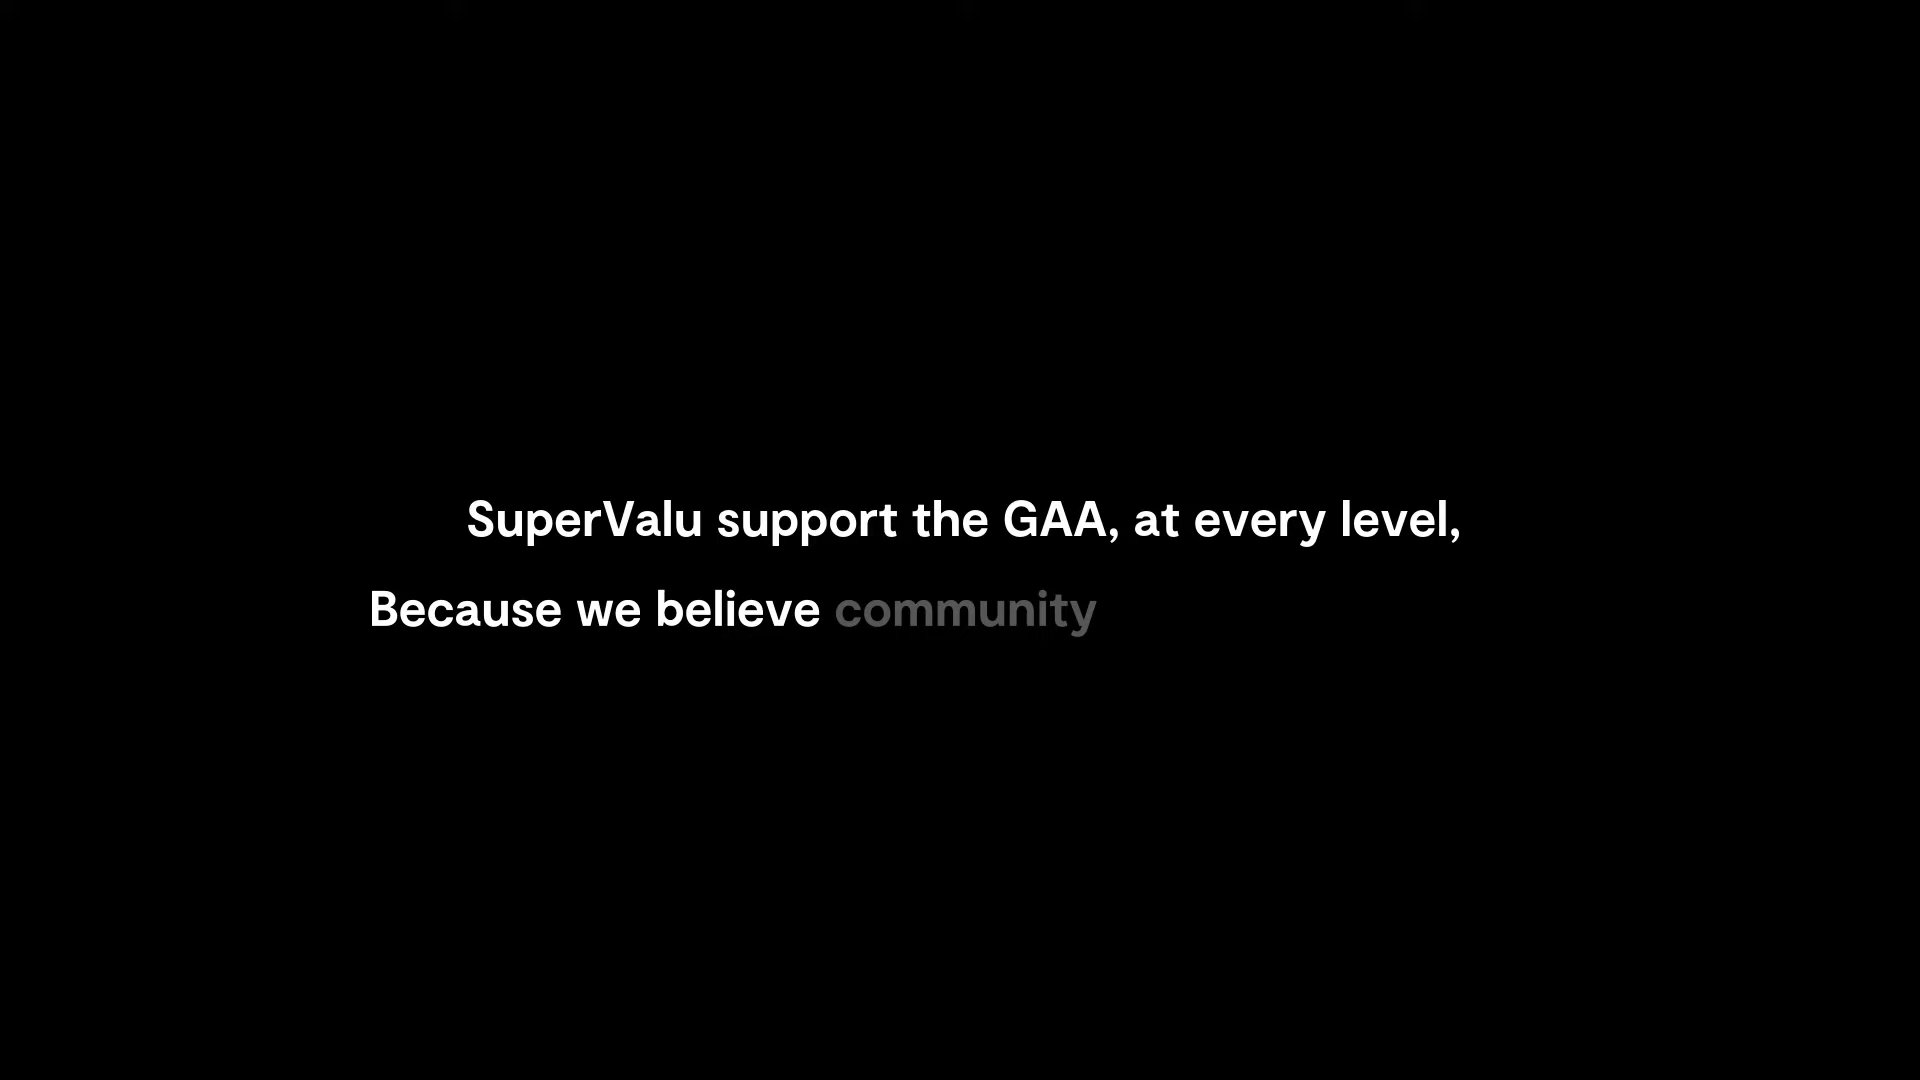 SuperValu support the GAA, at every level,
Because we believe community